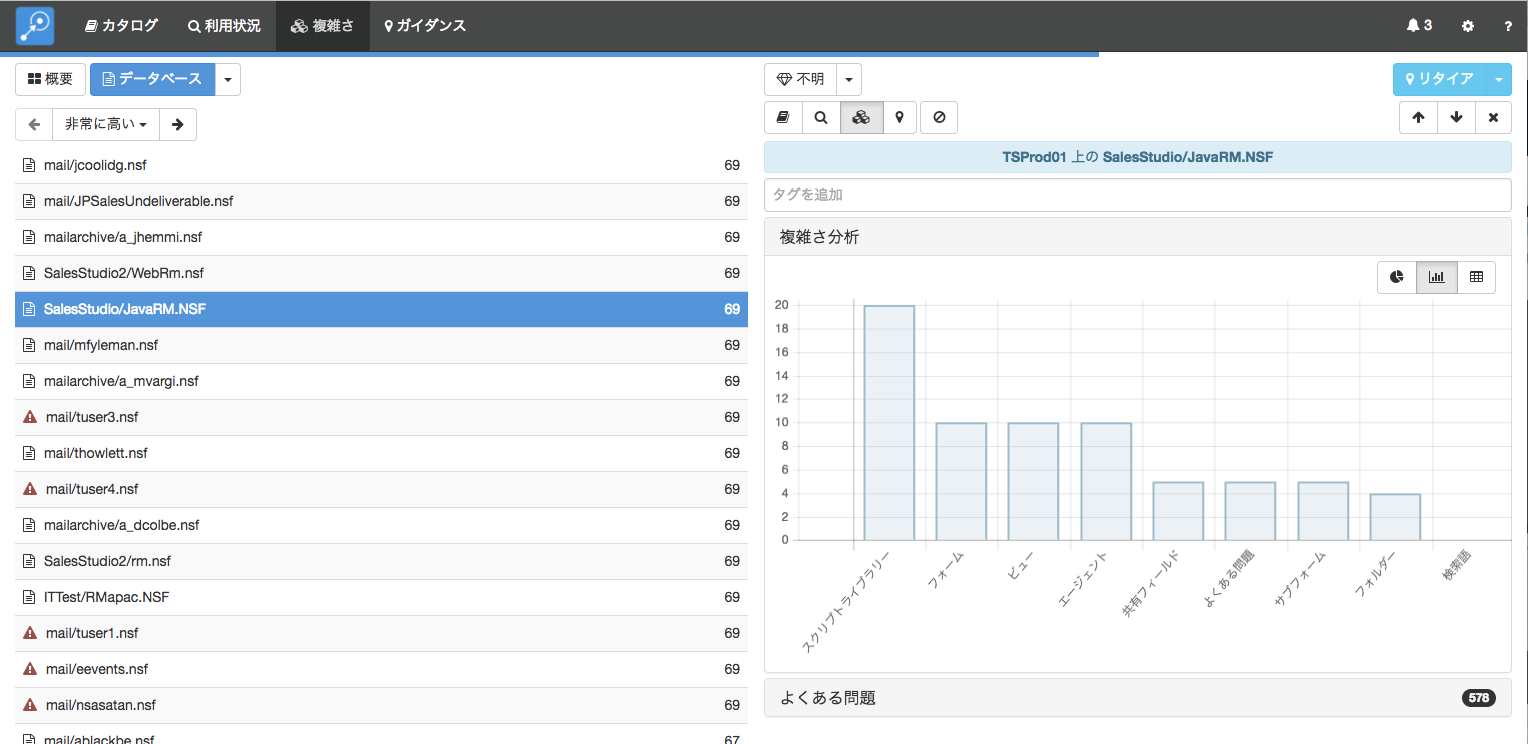 カタログ 利用状況 複雑さ ガイダンス 3 ?
概要 データベース
非常に高い
mail/jcoolidg.nsf 69
mail/JPSalesUndeliverable.nsf 69
mailarchive/a_jhemmi.nsf 69
SalesStudio2/WebRm.nsf 69
SalesStudio/JavaRM.NSF 69
mail/mfyleman.nsf 69
mailarchive/a_mvargi.nsf 69
mail/tuser3.nsf 69
mail/thowlett.nsf 69
mail/tuser4.nsf 69
mailarchive/a_dcolbe.nsf 69
SalesStudio2/rm.nsf 69
ITTest/RMapac.NSF 69
mail/tuser1.nsf 69
mail/eevents.nsf 69
mail/nsasatan.nsf 69
mail/ablackbe.nsf 67
不明 リタイア
TSProd01 上の SalesStudio/JavaRM.NSF
タグを追加
複雑さ分析
20
18
16
14
12
10
8
6
4
2
0
スクリプトライブラリー
フォーム
ビュー
エージェント
共有フィールド
よくある問題
サブフォーム
フォルダー
検索語
よくある問題 578